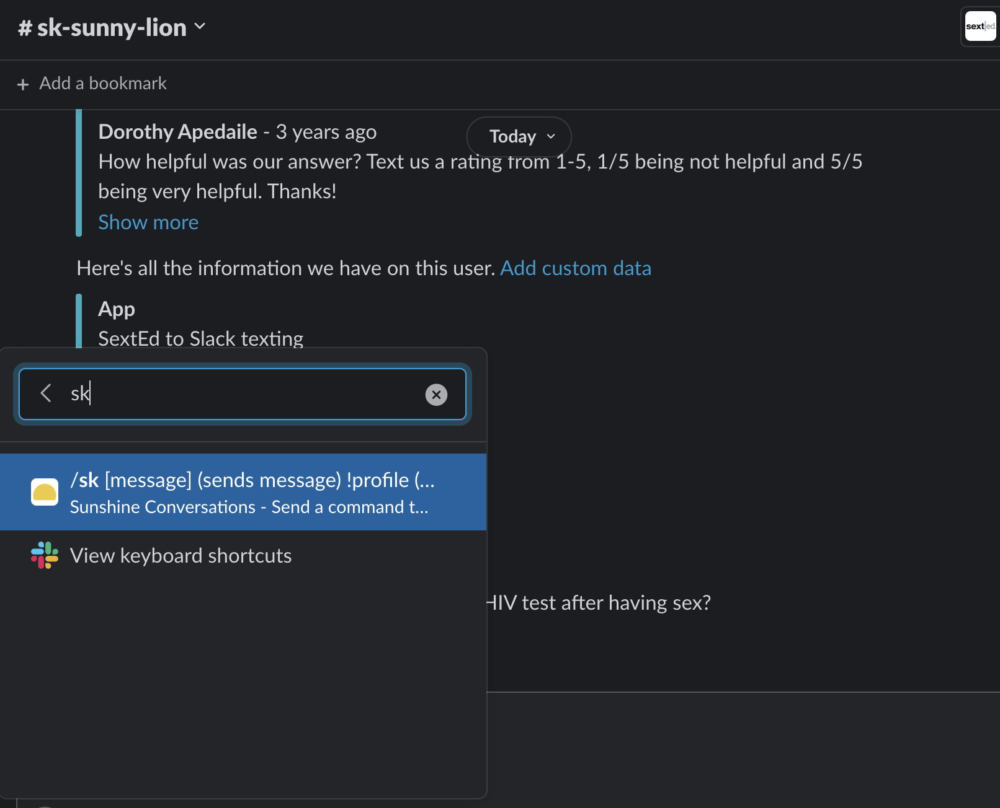 # sk-sunny-lion
sext|ed
+ Add a bookmark
Dorothy Apedaile - 3 years ago
Today
How helpful was our answer? Text us a rating from 1-5, 1/5 being not helpful and 5/5
being very helpful. Thanks!
Show more
Here's all the information we have on this user. Add custom data
App
SextEd to Slack texting
sk
/sk [message] (sends message) !profile (...
Sunshine Conversations - Send a command t...
View keyboard shortcuts
HIV test after having sex?